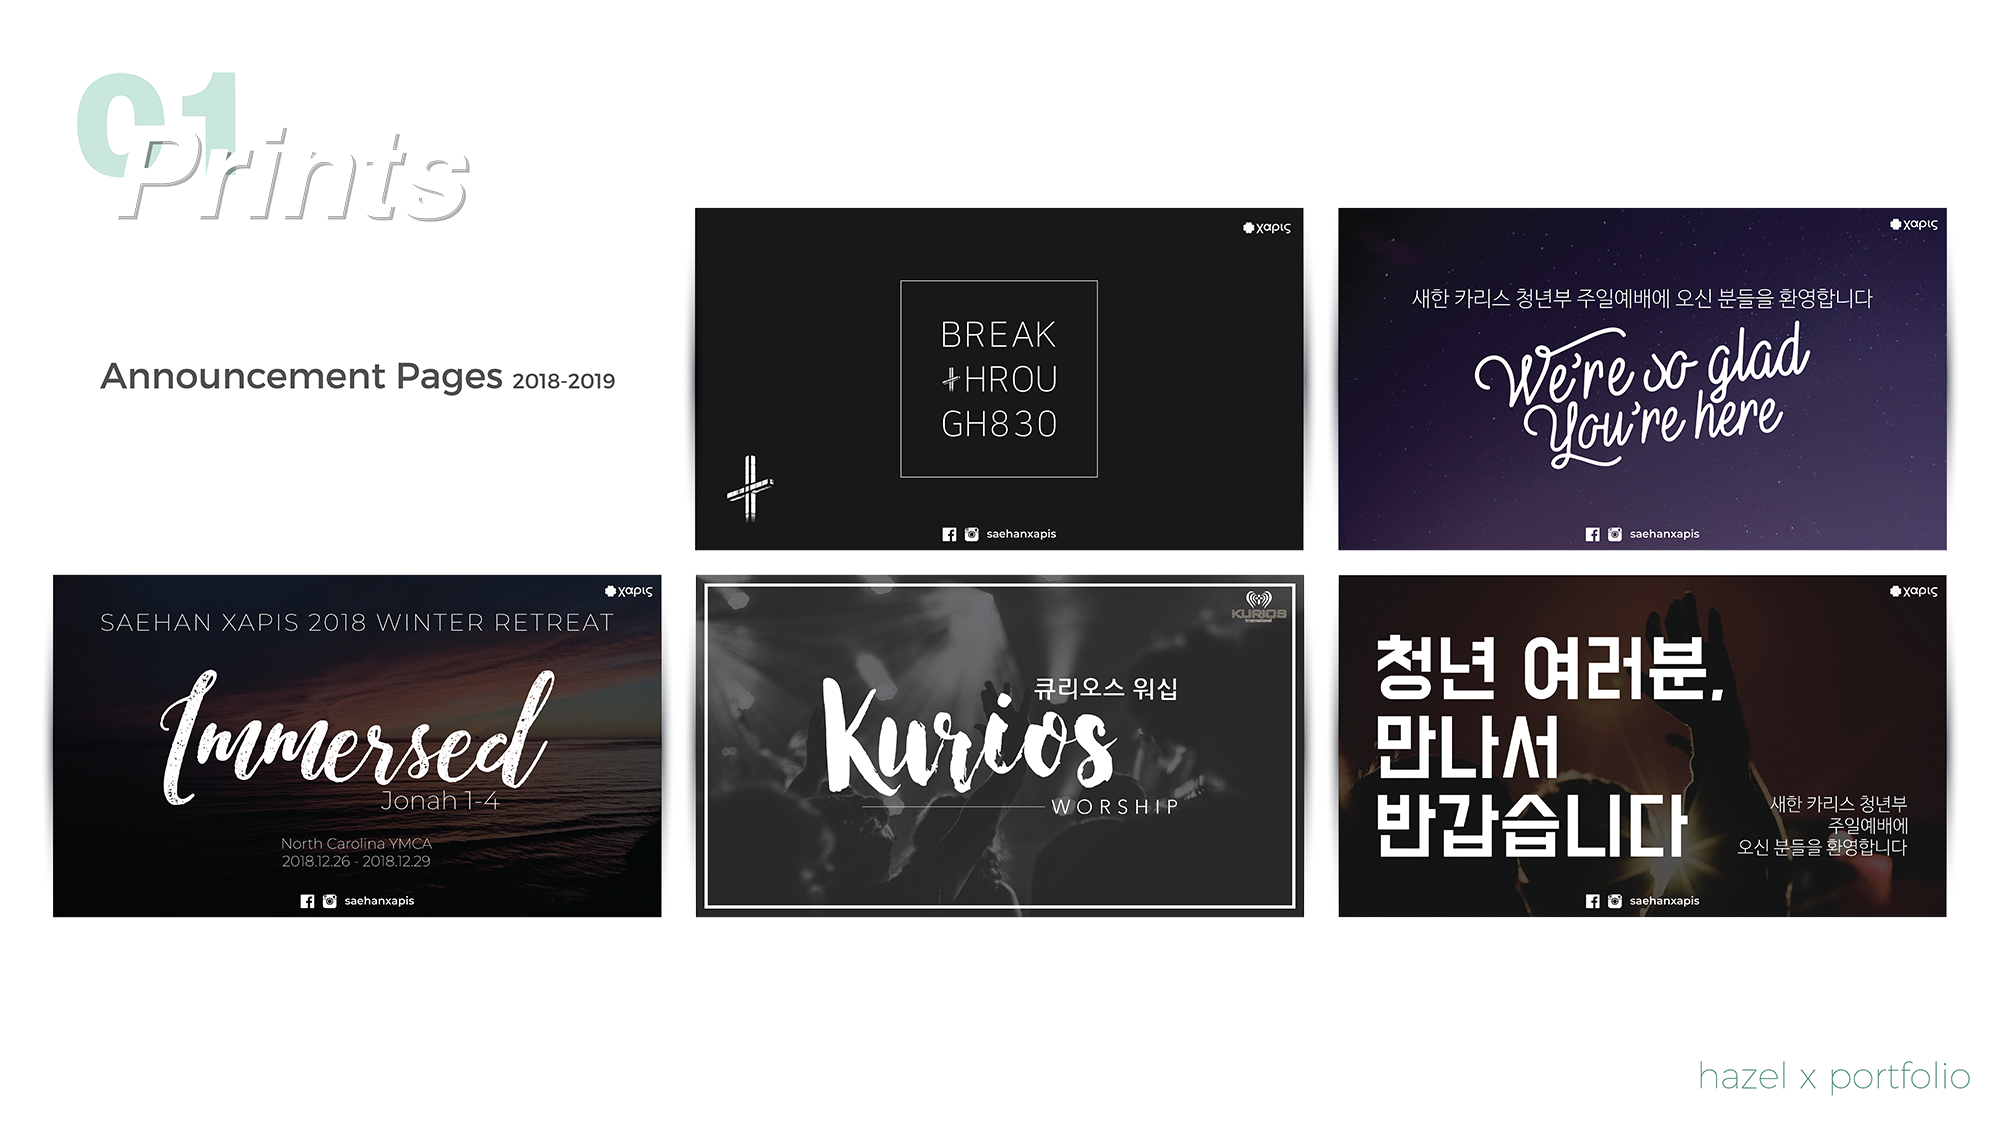 01
Prints
Announcement Pages 2018-2019
χαρις
BREAK
THROU
GH830
saehanxapis
χαρις
새한 카리스 청년부 주일예배에 오신 분들을 환영합니다
We're so glad
You're here
saehanxapis
χαρις
SAEHAN XAPIS 2018 WINTER RETREAT
Immersed
Jonah 1-4
North Carolina YMCA
2018.12.26 - 2018.12.29
saehanxapis
KURIOS
International
큐리오스 워십
Kurios
WORSHIP
χαρις
청년 여러분,
만나서
반갑습니다
새한 카리스 청년부
주일예배에
오신 분들을 환영합니다
saehanxapis
hazel x portfolio